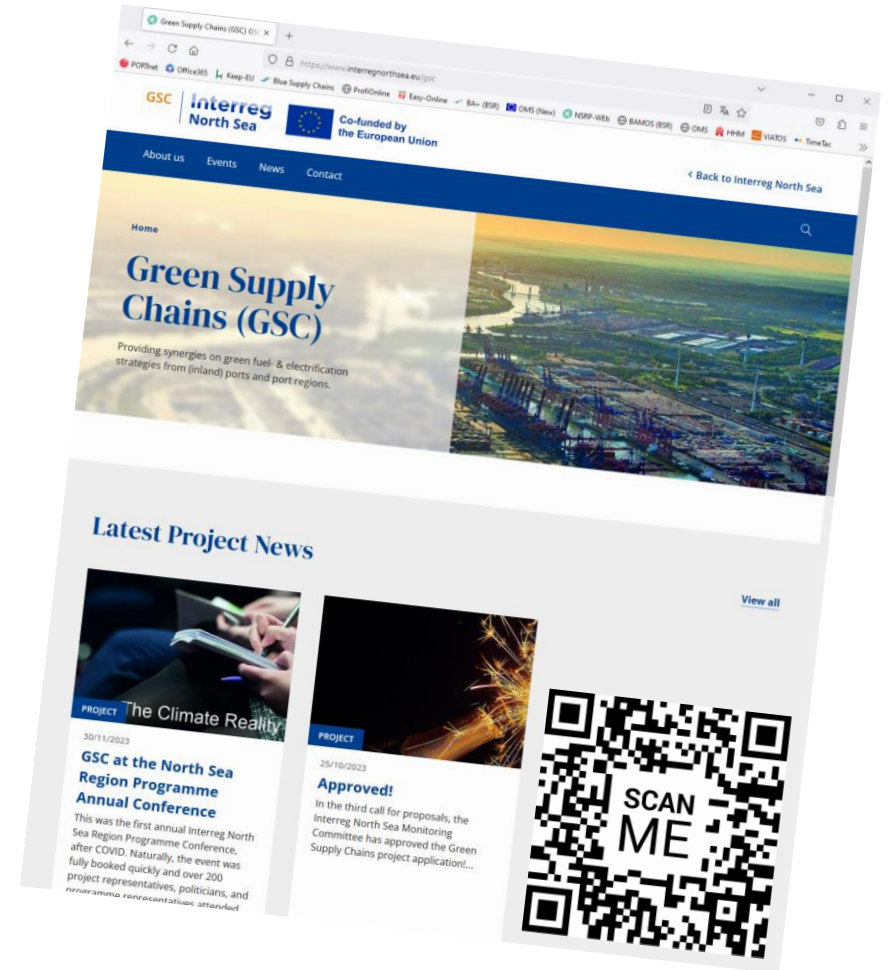 Green Supply Chains (GSC)
https://www.interregnorthsea.eu/gsc
PORTnet Office365 Keep-EU Blue Supply Chains ProfiOnline Easy-Online BA+ (BSR) OMS (New) NSRP-WEb BAMOS (BSR) OMS HHM VIATOS TimeTac
GSC
Interreg
North Sea
Co-funded by
the European Union
< Back to Interreg North Sea
About us Events News Contact
Home
Green Supply
Chains (GSC)
Providing synergies on green fuel- & electrification
strategies from (inland) ports and port regions.
Latest Project News
View all
The Climate Reality
PROJECT
30/11/2023
GSC at the North Sea
Region Programme
Annual Conference
This was the first annual Interreg North
Sea Region Programme Conference,
after COVID. Naturally, the event was
fully booked quickly and over 200
project representatives, politicians, and
programme representatives attended
PROJECT
25/10/2023
Approved!
In the third call for proposals, the
Interreg North Sea Monitoring
Committee has approved the Green
Supply Chains project application!...
SCAN
ME